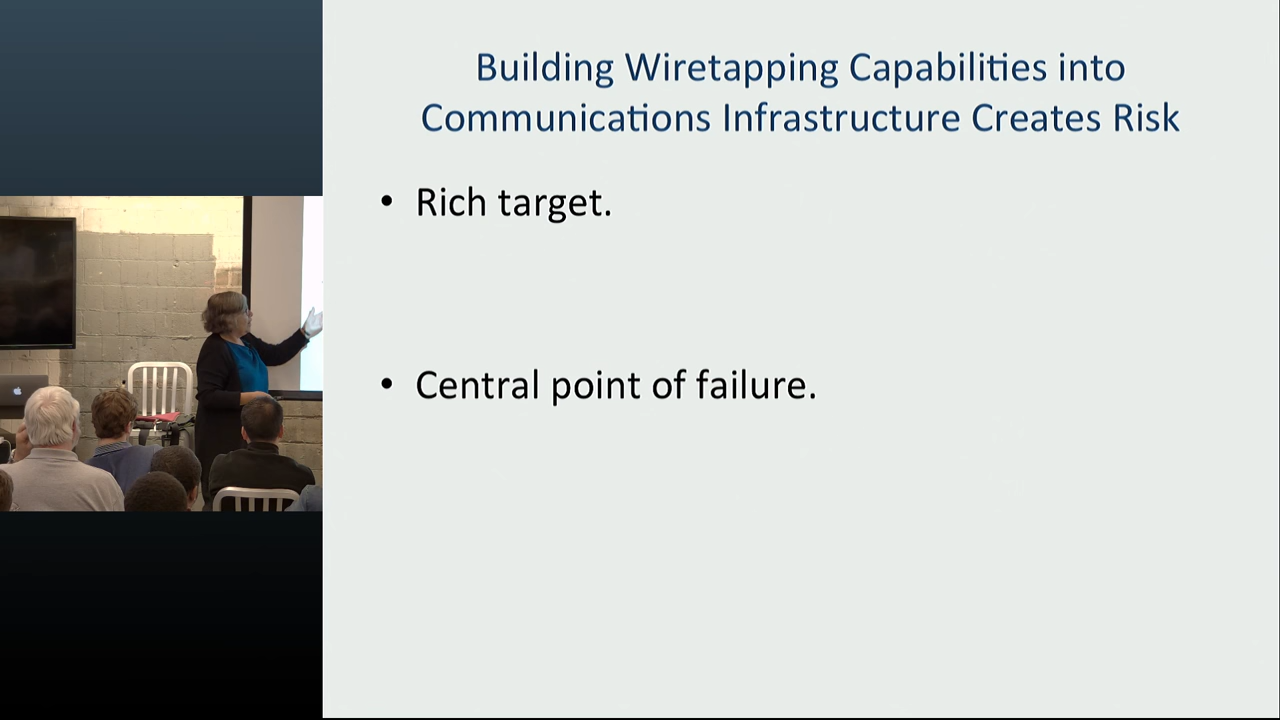 Building Wiretapping Capabilities into
Communications Infrastructure Creates Risk
• Rich target.
• Central point of failure.